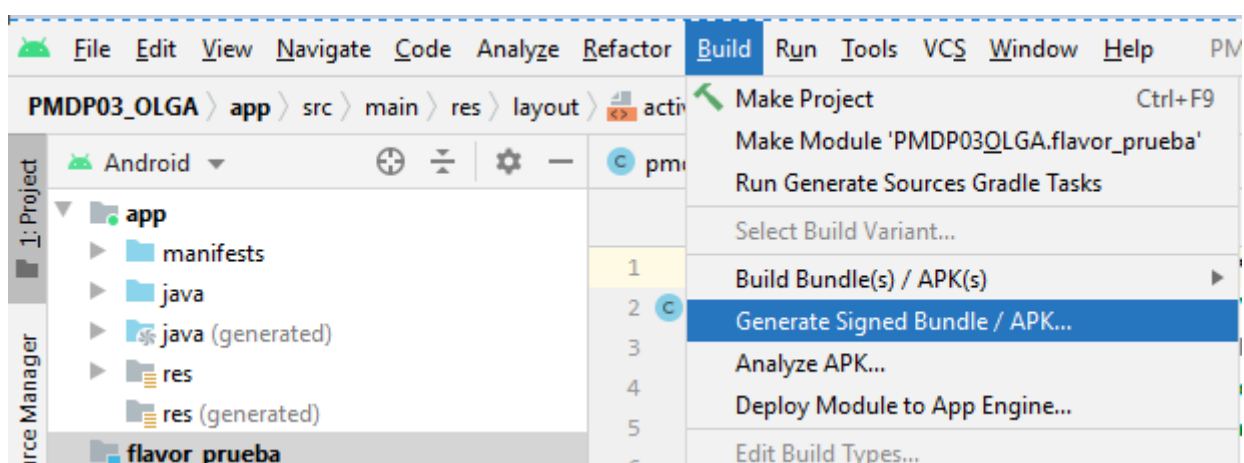 File Edit View Navigate Code Analyze Refactor Build Run Tools VCS Window Help PM
PMDP03_OLGA app src main res layout acti
Android
pm
1: Project
app
manifests
java
java (generated)
res
res (generated)
flavor_prueba
rce Manager
1
2
3
4
5
Make Project Ctrl+F9
Make Module 'PMDP03OLGA.flavor_prueba'
Run Generate Sources Gradle Tasks
Select Build Variant...
Build Bundle(s) / APK(s)
Generate Signed Bundle / APK...
Analyze APK...
Deploy Module to App Engine...
Edit Build Types...